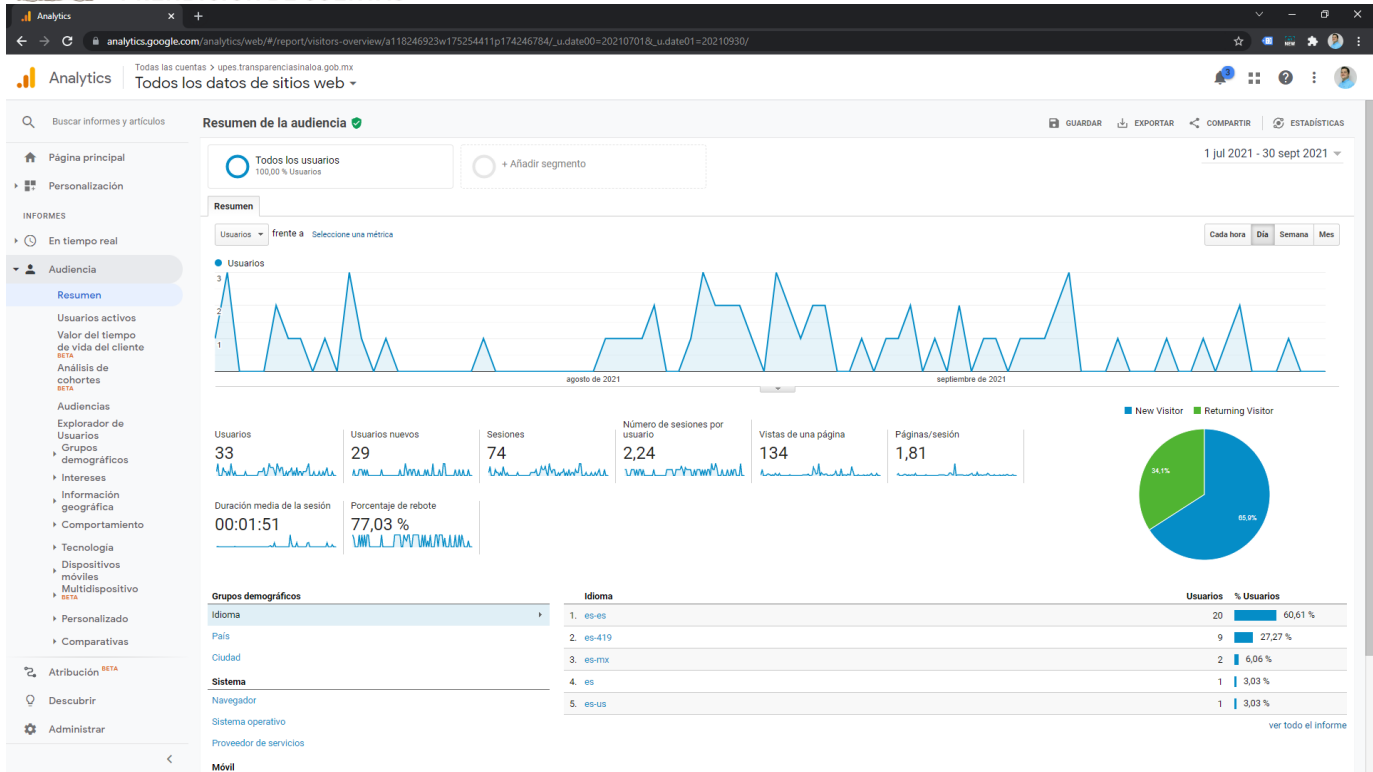 Analytics
analytics.google.com/analytics/web/#/report/visitors-overview/a118246923w175254411p174246784/_u.date00=20210701&_u.date01=20210930/
Analytics
Todas las cuentas > upes.transparenciasinaloa.gob.mx
Todos los datos de sitios web
3
Buscar informes y artículos
Página principal
Personalización
INFORMES
En tiempo real
Audiencia
Resumen
Usuarios activos
Valor del tiempo
de vida del cliente
BETA
Análisis de
cohortes
BETA
Audiencias
Explorador de
Usuarios
Grupos
demográficos
Intereses
Información
geográfica
Comportamiento
Tecnología
Dispositivos
móviles
Multidispositivo
BETA
Personalizado
Comparativas
Atribución BETA
Descubrir
Administrar
Resumen de la audiencia
GUARDAR
EXPORTAR
COMPARTIR
ESTADÍSTICAS
Todos los usuarios
100,00 % Usuarios
+ Añadir segmento
1 jul 2021 - 30 sept 2021
Resumen
Usuarios frente a Seleccione una métrica
Cada hora Día Semana Mes
Usuarios
3
2
1
agosto de 2021
septiembre de 2021
New Visitor Returning Visitor
34,1%
65,9%
Usuarios
33
Usuarios nuevos
29
Sesiones
74
Número de sesiones por
usuario
2,24
Vistas de una página
134
Páginas/sesión
1,81
Duración media de la sesión
00:01:51
Porcentaje de rebote
77,03 %
Grupos demográficos
Idioma
País
Ciudad
Sistema
Navegador
Sistema operativo
Proveedor de servicios
Móvil
Idioma Usuarios % Usuarios
1. es-es 20 60,61 %
2. es-419 9 27,27 %
3. es-mx 2 6,06 %
4. es 1 3,03 %
5. es-us 1 3,03 %
ver todo el informe